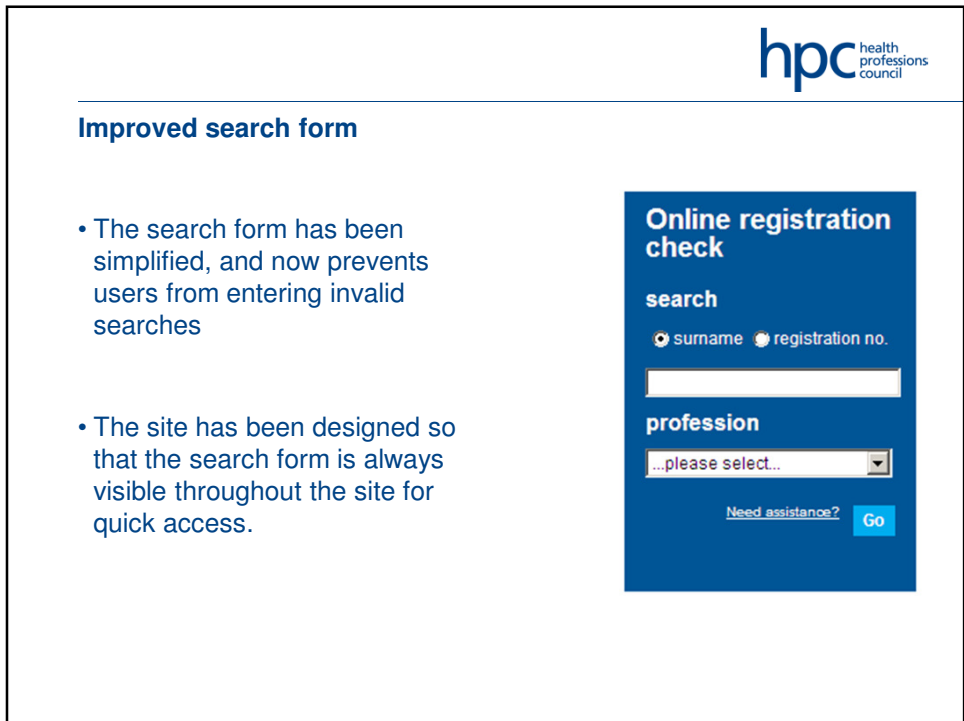 hpc health
professions
council
Improved search form
• The search form has been
simplified, and now prevents
users from entering invalid
searches
• The site has been designed so
that the search form is always
visible throughout the site for
quick access.
Online registration
check
search
surname registration no.
profession
...please select...
Need assistance? Go